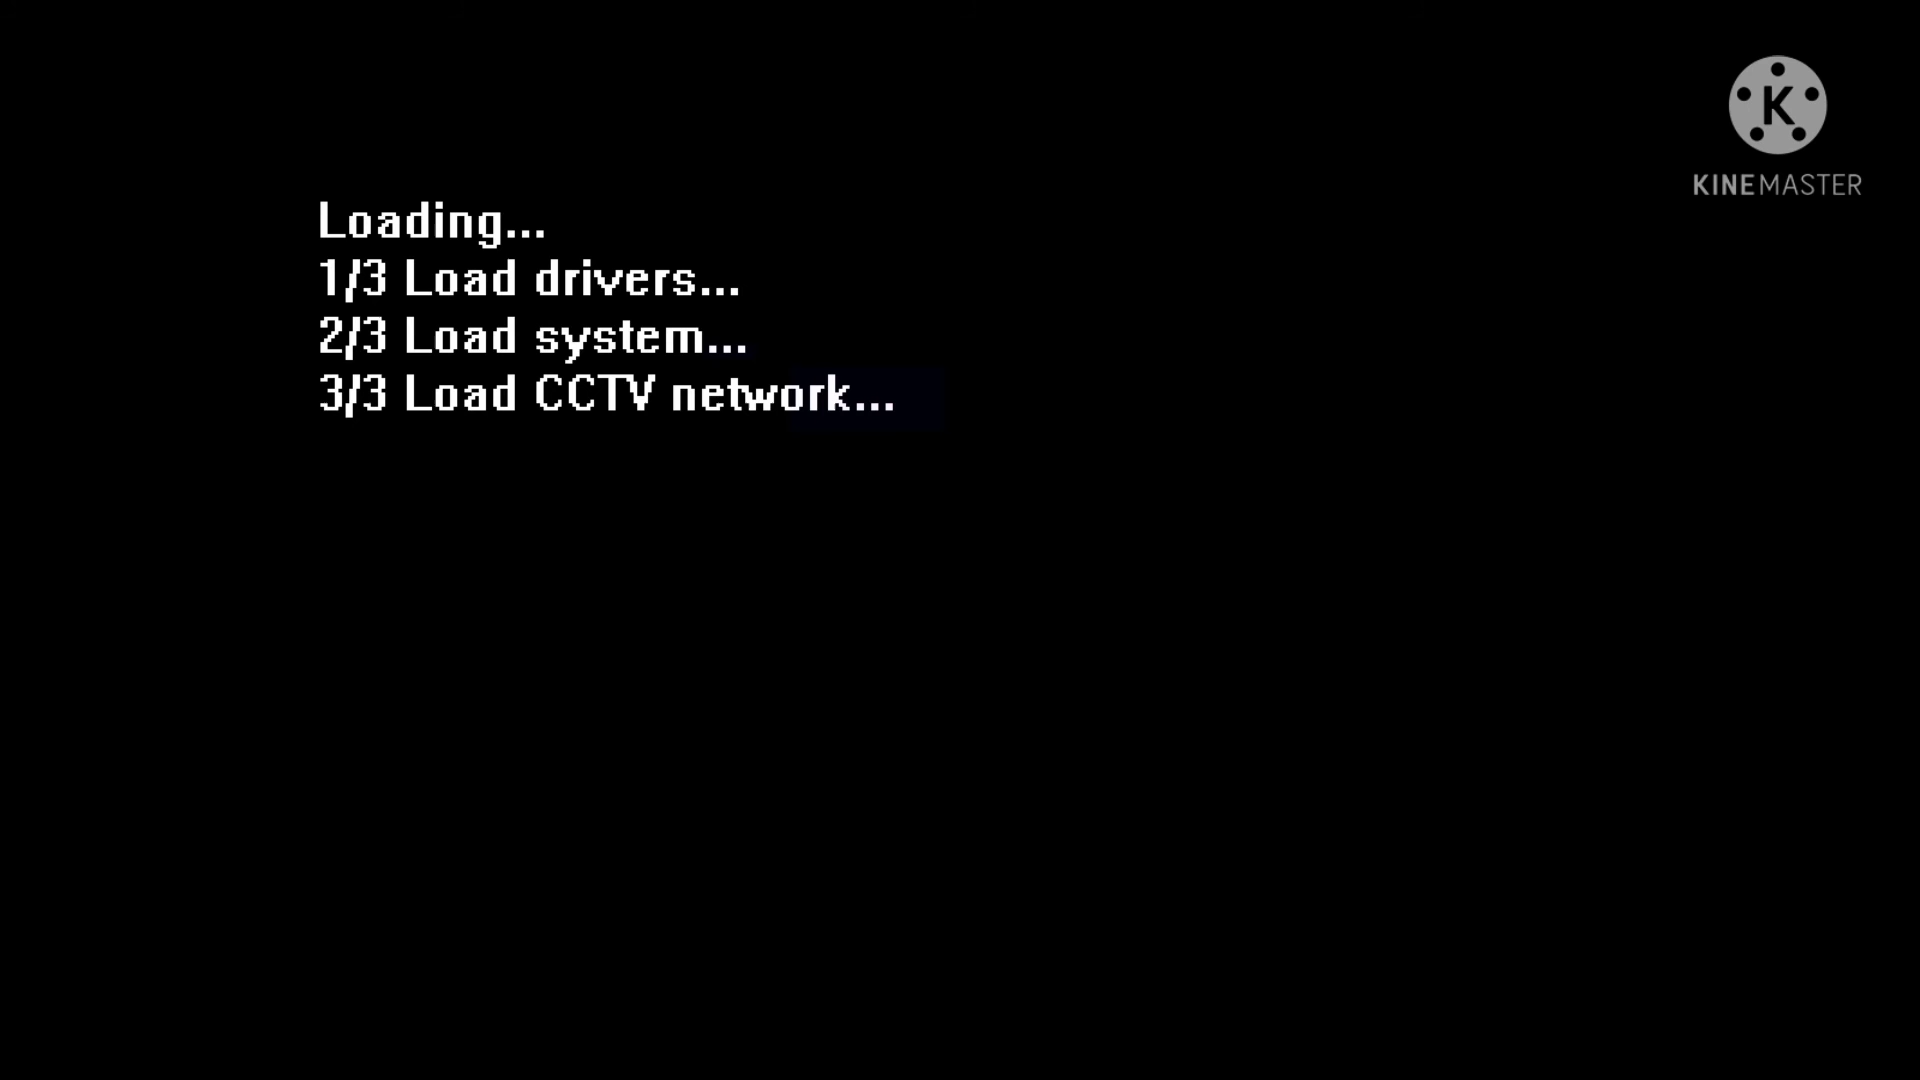 K
KINEMASTER
Loading...
1/3 Load drivers...
2/3 Load system...
3/3 Load CCTV network...